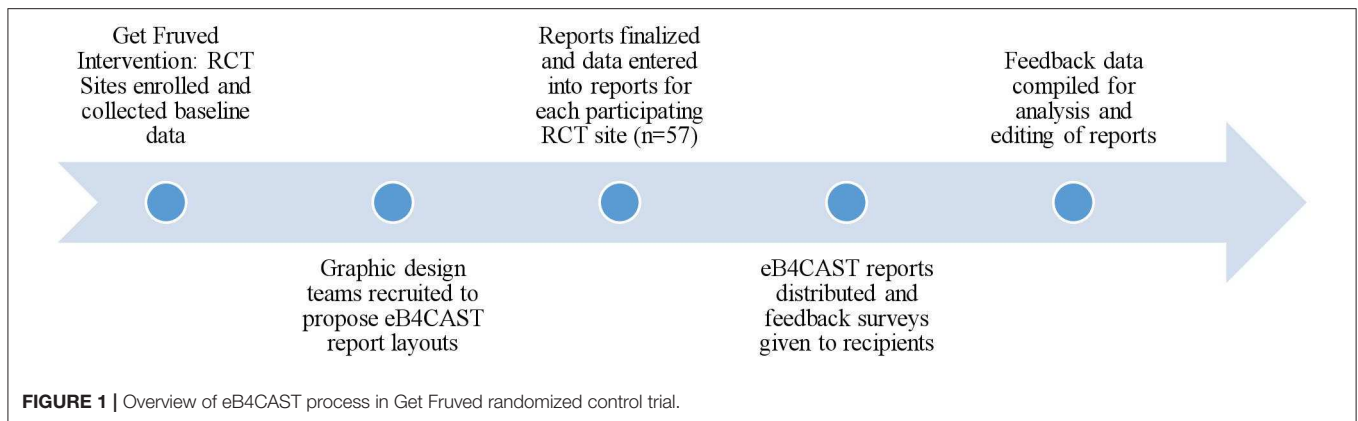 Get Fruved
Intervention: RCT
Sites enrolled and
collected baseline
data
Graphic design
teams recruited to
propose eB4CAST
report layouts
Reports finalized
and data entered
into reports for
each participating
RCT site (n=57)
eB4CAST reports
distributed and
feedback surveys
given to recipients
Feedback data
compiled for
analysis and
editing of reports
FIGURE 1 | Overview of eB4CAST process in Get Fruved randomized control trial.